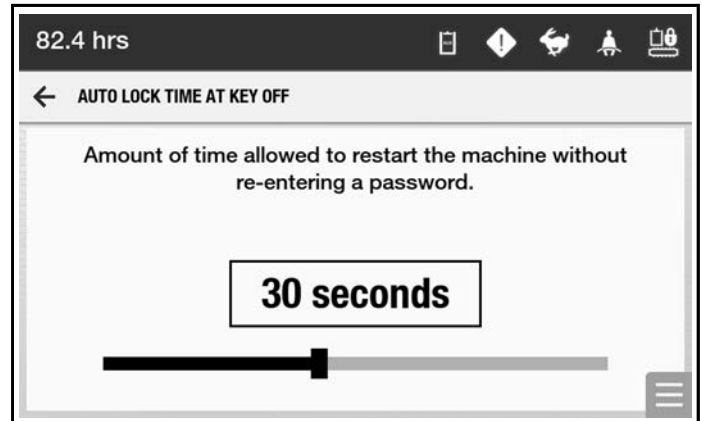 82.4 hrs
AUTO LOCK TIME AT KEY OFF
Amount of time allowed to restart the machine without
re-entering a password.
30 seconds